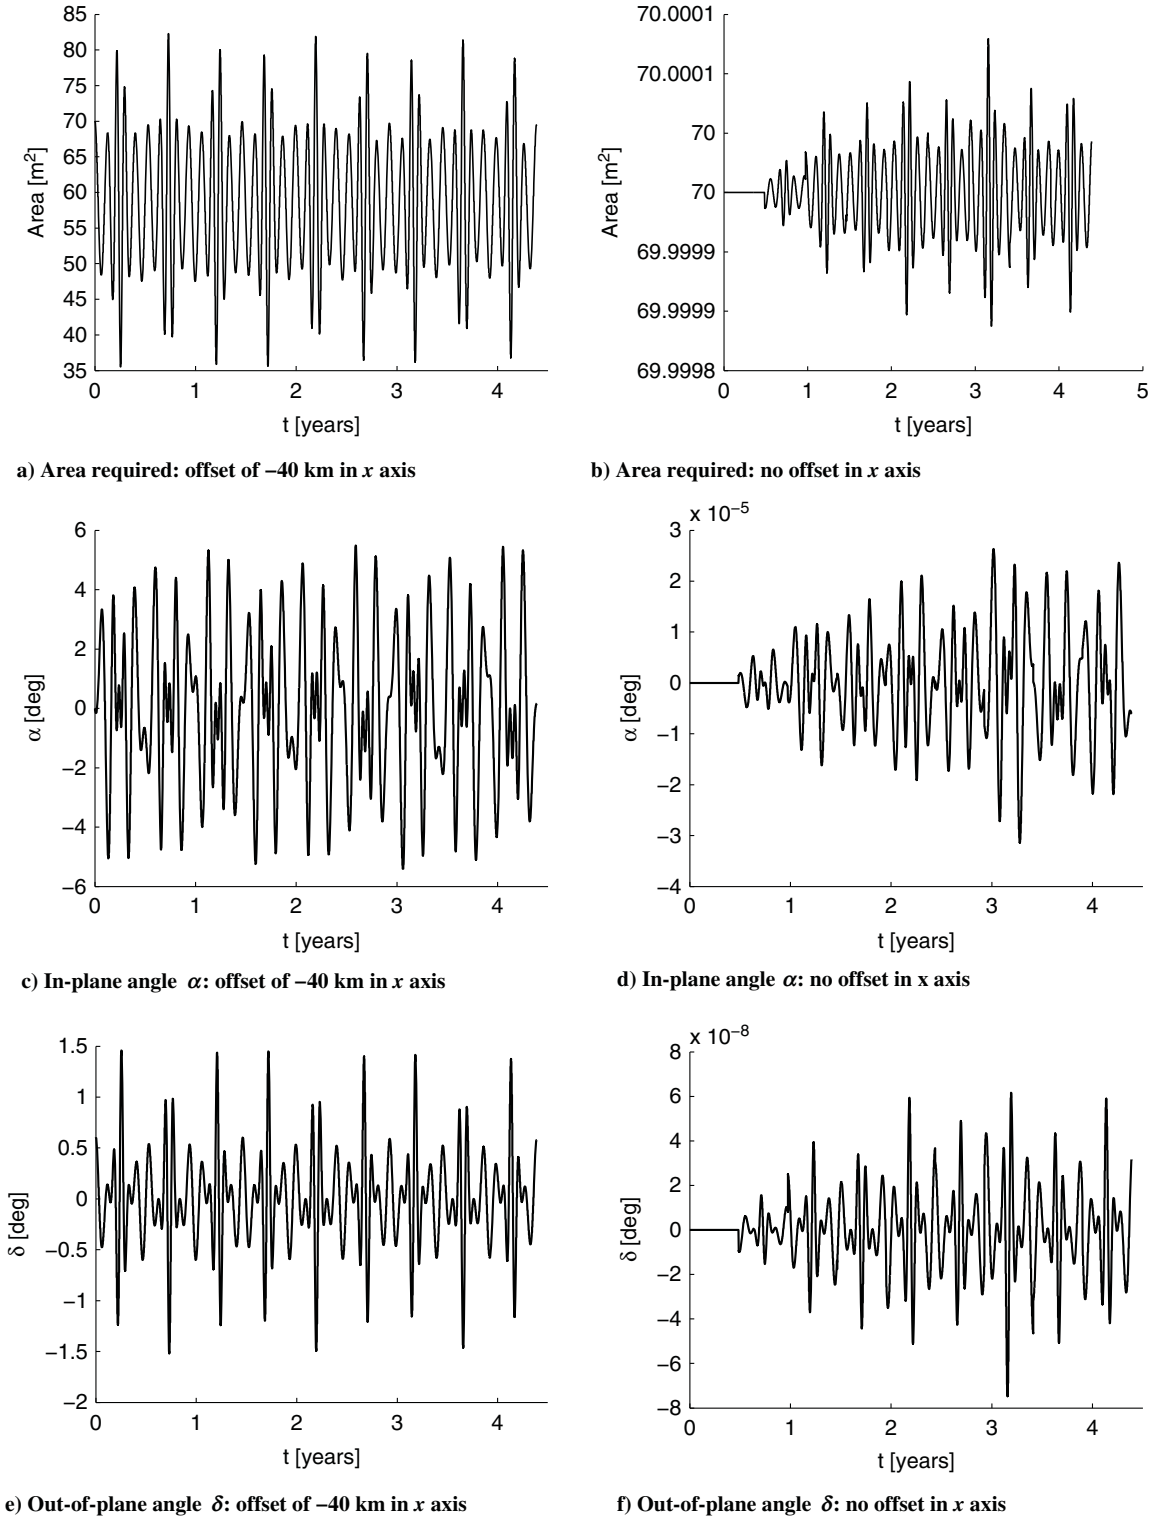 85
80
75
70
65
60
55
50
45
40
35
Area [m²]
0 1 2 3 4
t [years]
a) Area required: offset of −40 km in x axis
70.0001
70.0001
70
70
69.9999
69.9999
69.9998
Area [m²]
0 1 2 3 4 5
t [years]
b) Area required: no offset in x axis
6
4
2
0
−2
−4
−6
α [deg]
0 1 2 3 4
t [years]
c) In-plane angle α: offset of −40 km in x axis
x 10⁻⁵
3
2
1
0
−1
−2
−3
−4
α [deg]
0 1 2 3 4
t [years]
d) In-plane angle α: no offset in x axis
1.5
1
0.5
0
−0.5
−1
−1.5
−2
δ [deg]
0 1 2 3 4
t [years]
e) Out-of-plane angle δ: offset of −40 km in x axis
x 10⁻⁸
8
6
4
2
0
−2
−4
−6
−8
δ [deg]
0 1 2 3 4
t [years]
f) Out-of-plane angle δ: no offset in x axis